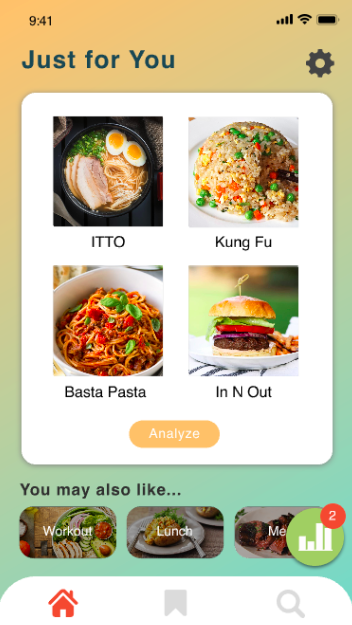 9:41
Just for You
ITTO
Kung Fu
Basta Pasta
In N Out
Analyze
You may also like...
Workout
Lunch
2